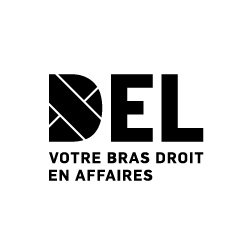 DEL
VOTRE BRAS DROIT
EN AFFAIRES